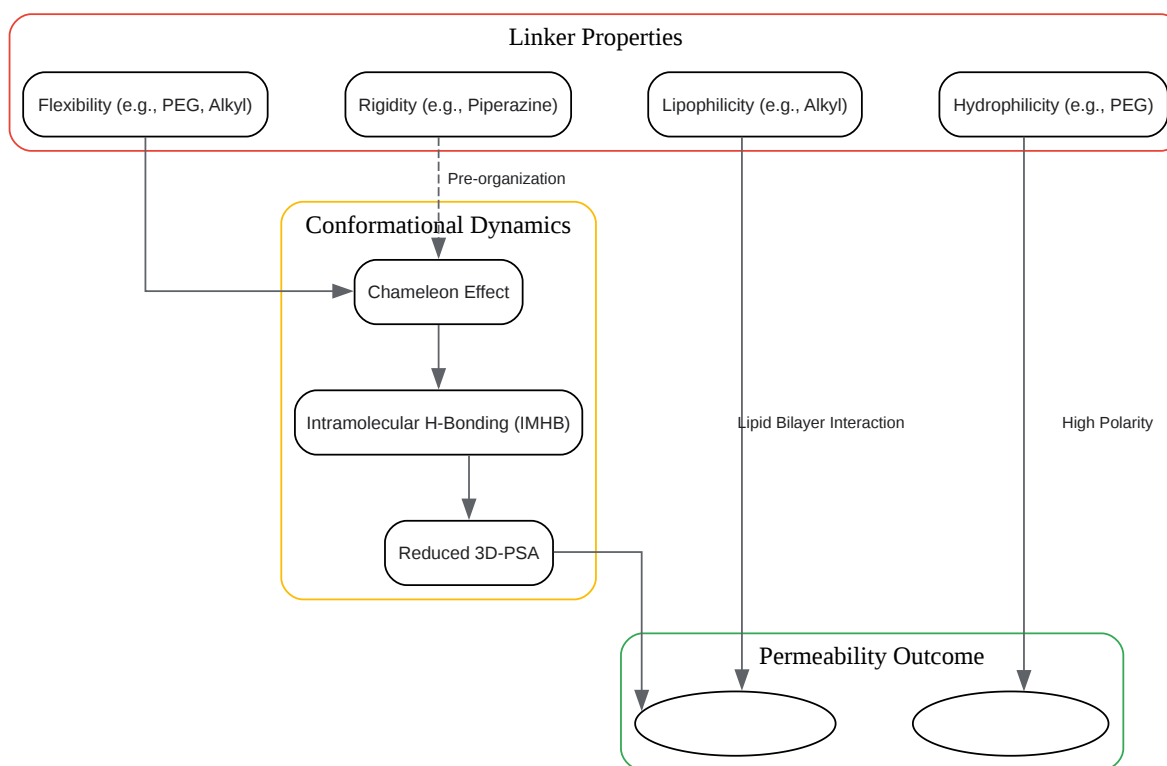 Linker Properties
Flexibility (e.g., PEG, Alkyl)
Rigidity (e.g., Piperazine)
Lipophilicity (e.g., Alkyl)
Hydrophilicity (e.g., PEG)
Pre-organization
Conformational Dynamics
Chameleon Effect
Intramolecular H-Bonding (IMHB)
Lipid Bilayer Interaction
High Polarity
Reduced 3D-PSA
Permeability Outcome